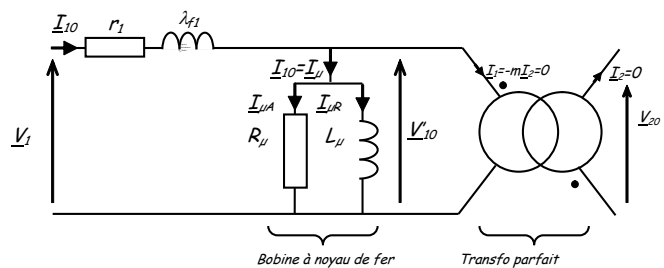 I10 r1 λf1
I10=Iμ I1=-mI2=0 I2=0
IμA IμR
V1 Rμ Lμ V'10 V20
Bobine à noyau de fer Transfo parfait